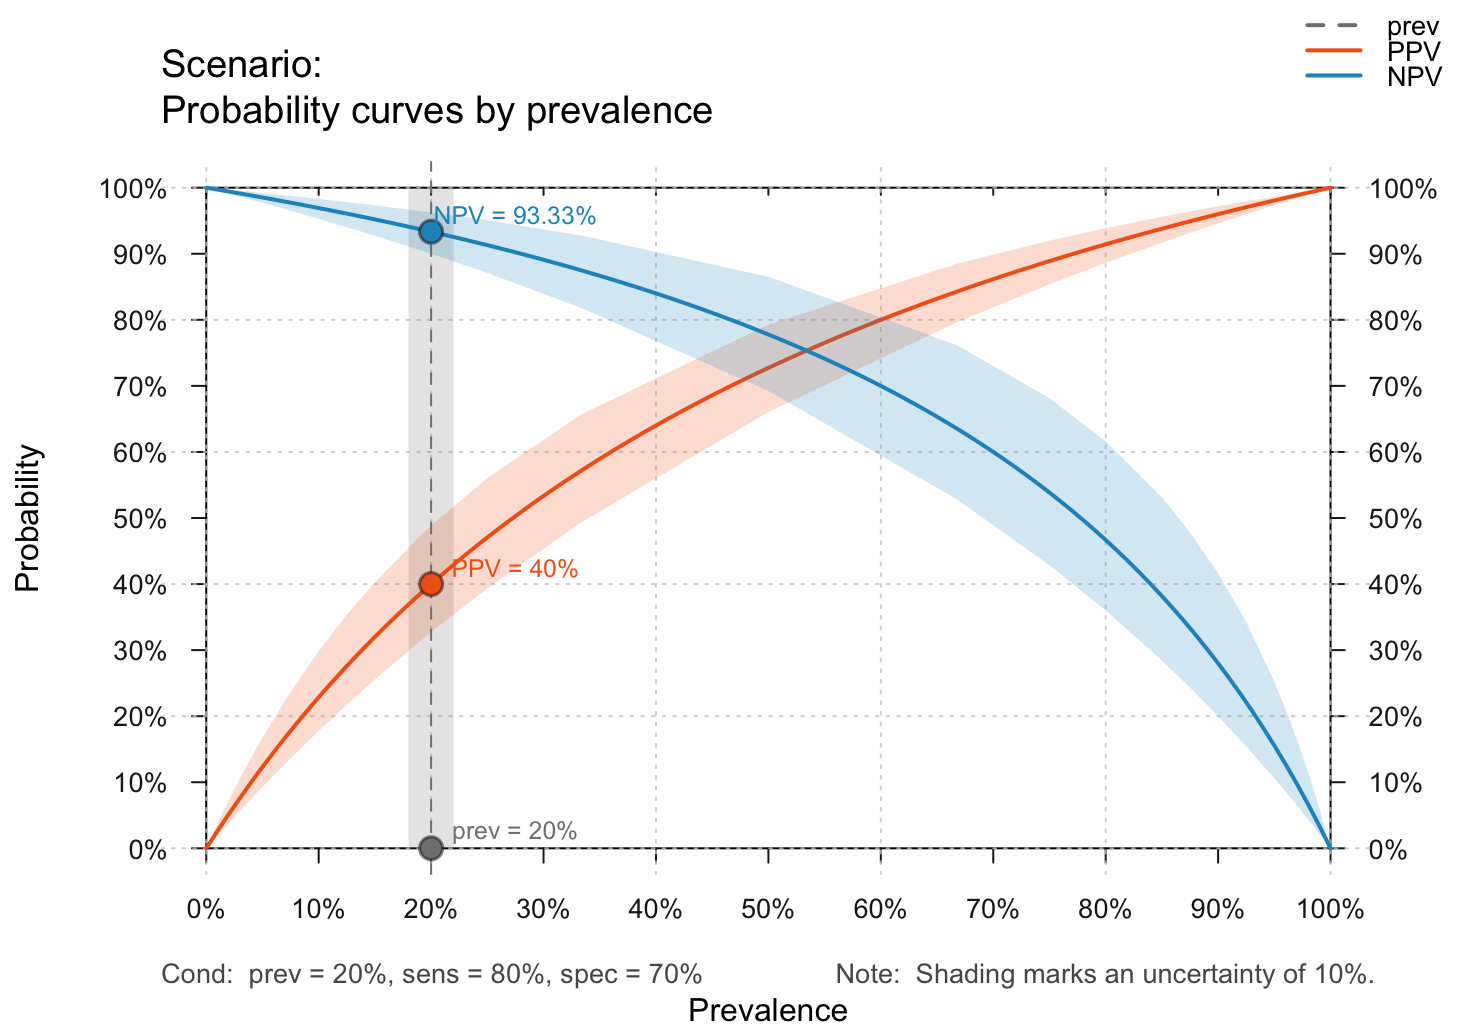 prev
PPV
NPV
Scenario:
Probability curves by prevalence
100%
90%
80%
70%
60%
50%
40%
30%
20%
10%
0%
Probability
NPV = 93.33%
PPV = 40%
prev = 20%
100%
90%
80%
70%
60%
50%
40%
30%
20%
10%
0%
0% 10% 20% 30% 40% 50% 60% 70% 80% 90% 100%
Cond:  prev = 20%, sens = 80%, spec = 70%
Note:  Shading marks an uncertainty of 10%.
Prevalence